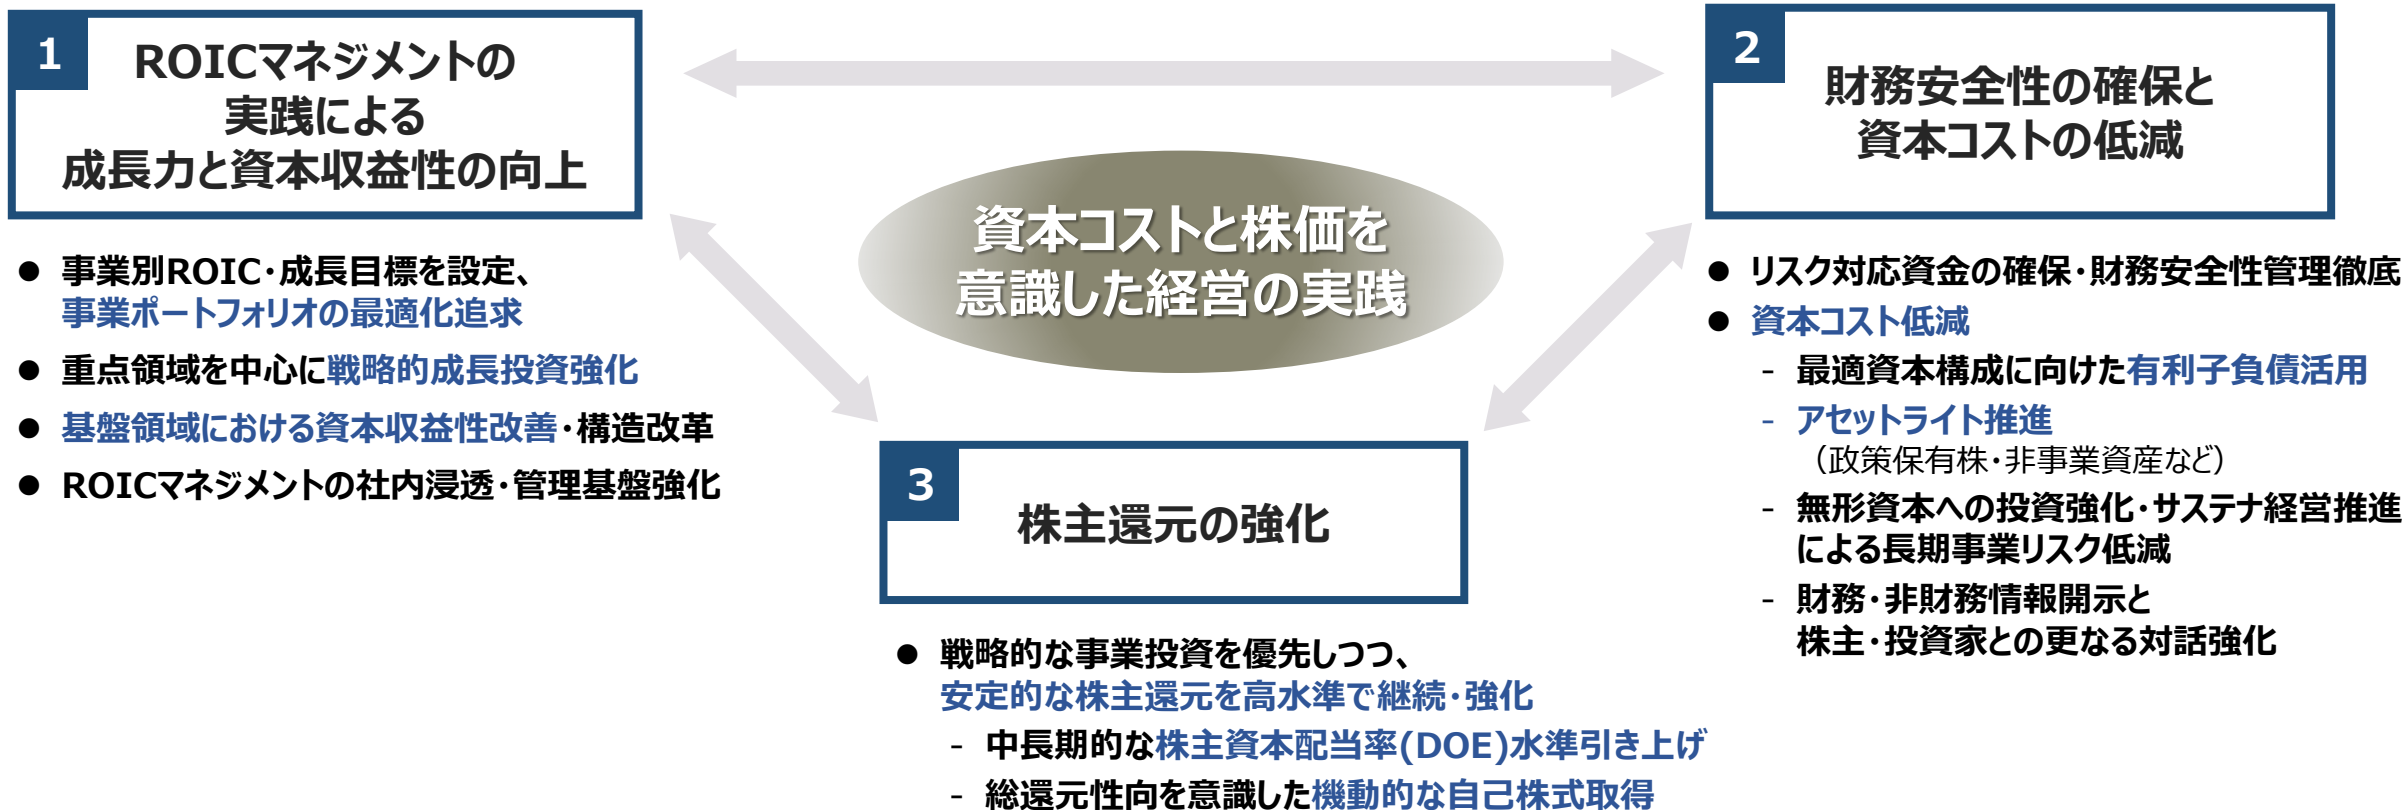 1
ROICマネジメントの
実践による
成長力と資本収益性の向上
● 事業別ROIC・成長目標を設定、
事業ポートフォリオの最適化追求
● 重点領域を中心に戦略的成長投資強化
● 基盤領域における資本収益性改善・構造改革
● ROICマネジメントの社内浸透・管理基盤強化
資本コストと株価を
意識した経営の実践
2
財務安全性の確保と
資本コストの低減
● リスク対応資金の確保・財務安全性管理徹底
● 資本コスト低減
- 最適資本構成に向けた有利子負債活用
- アセットライト推進
（政策保有株・非事業資産など）
- 無形資本への投資強化・サステナ経営推進
による長期事業リスク低減
- 財務・非財務情報開示と
株主・投資家との更なる対話強化
3
株主還元の強化
● 戦略的な事業投資を優先しつつ、
安定的な株主還元を高水準で継続・強化
- 中長期的な株主資本配当率(DOE)水準引き上げ
- 総還元性向を意識した機動的な自己株式取得